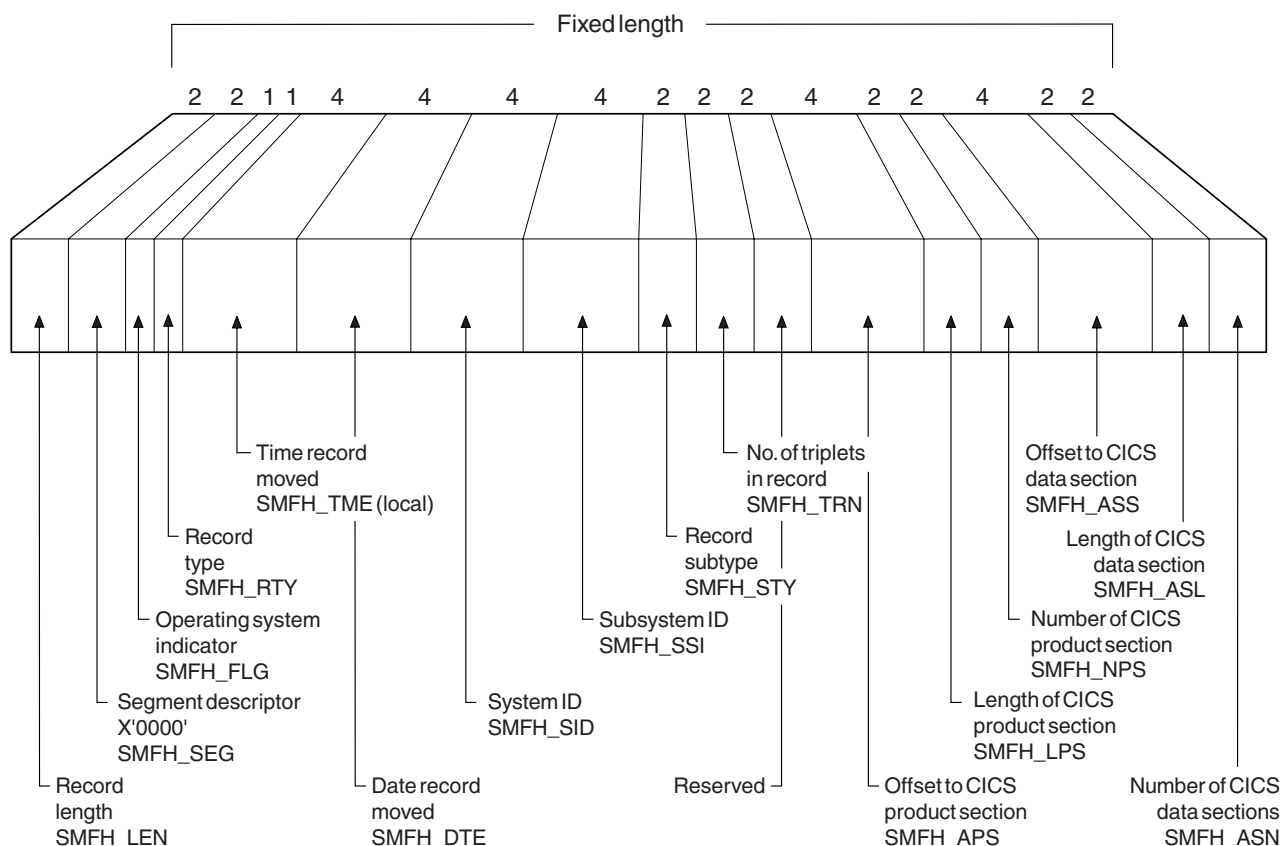 Fixed length
2 2 1 1 4 4 4 4 2 2 2 4 2 2 4 2 2
Time record
moved
SMFH_TME (local)
No. of triplets
in record
SMFH_TRN
Offset to CICS
data section
SMFH_ASS
Record
type
SMFH_RTY
Record
subtype
SMFH_STY
Length of CICS
data section
SMFH_ASL
Operating system
indicator
SMFH_FLG
Subsystem ID
SMFH_SSI
Number of CICS
product section
SMFH_NPS
Segment descriptor
X'0000'
SMFH_SEG
System ID
SMFH_SID
Length of CICS
product section
SMFH_LPS
Record
length
SMFH_LEN
Date record
moved
SMFH_DTE
Reserved
Offset to CICS
product section
SMFH_APS
Number of CICS
data sections
SMFH_ASN